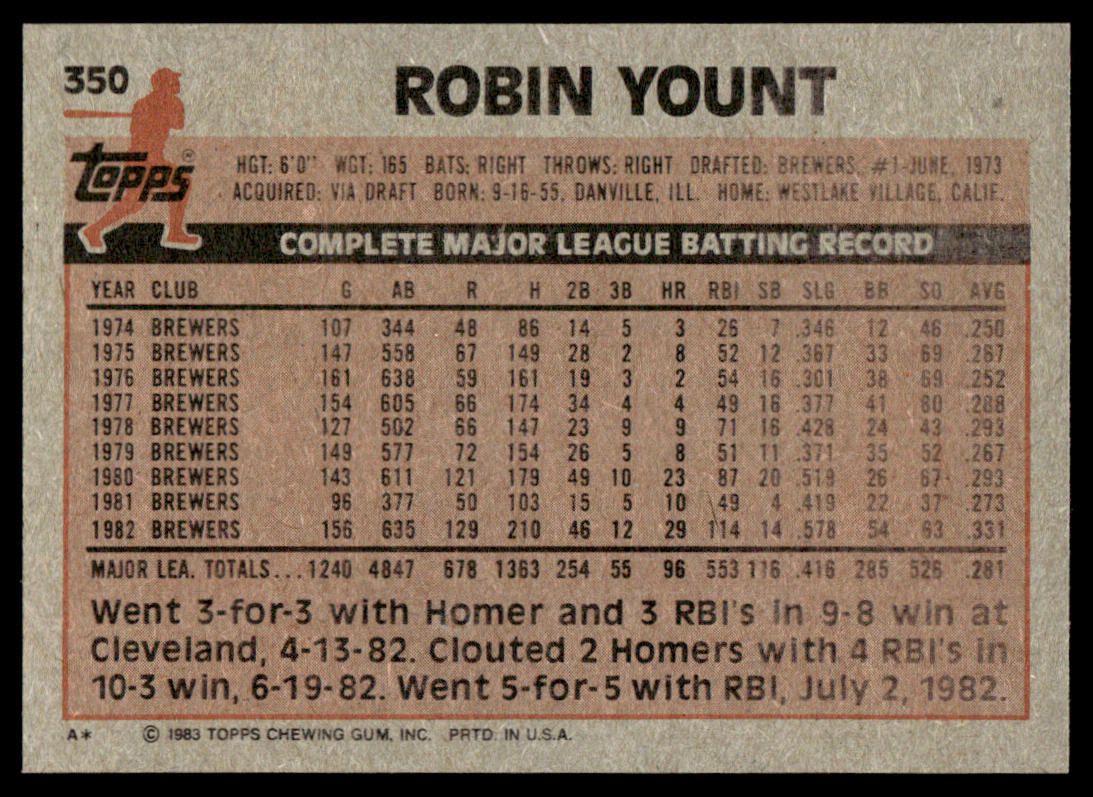 350
ROBIN YOUNT
Topps®
HGT: 6'0" WGT: 165 BATS: RIGHT THROWS: RIGHT DRAFTED: BREWERS, #1-JUNE, 1973
ACQUIRED: VIA DRAFT BORN: 9-16-55, DANVILLE, ILL. HOME: WESTLAKE VILLAGE, CALIF.
COMPLETE MAJOR LEAGUE BATTING RECORD
YEAR CLUB G AB R H 2B 3B HR RBI SB SLG BB SO AVG
1974 BREWERS 107 344 48 86 14 5 3 26 7 .346 12 46 .250
1975 BREWERS 147 558 67 149 28 2 8 52 12 .367 33 69 .267
1976 BREWERS 161 638 59 161 19 3 2 54 16 .301 38 69 .252
1977 BREWERS 154 605 66 174 34 4 4 49 16 .377 41 80 .288
1978 BREWERS 127 502 66 147 23 9 9 71 16 .428 24 43 .293
1979 BREWERS 149 577 72 154 26 5 8 51 11 .371 35 52 .267
1980 BREWERS 143 611 121 179 49 10 23 87 20 .519 26 67 .293
1981 BREWERS 96 377 50 103 15 5 10 49 4 .419 22 37 .273
1982 BREWERS 156 635 129 210 46 12 29 114 14 .578 54 63 .331
MAJOR LEA. TOTALS...1240 4847 678 1363 254 55 96 553 116 .416 285 526 .281
Went 3-for-3 with Homer and 3 RBI's in 9-8 win at
Cleveland, 4-13-82. Clouted 2 Homers with 4 RBI's in
10-3 win, 6-19-82. Went 5-for-5 with RBI, July 2, 1982.
A* © 1983 TOPPS CHEWING GUM, INC. PRTD. IN U.S.A.